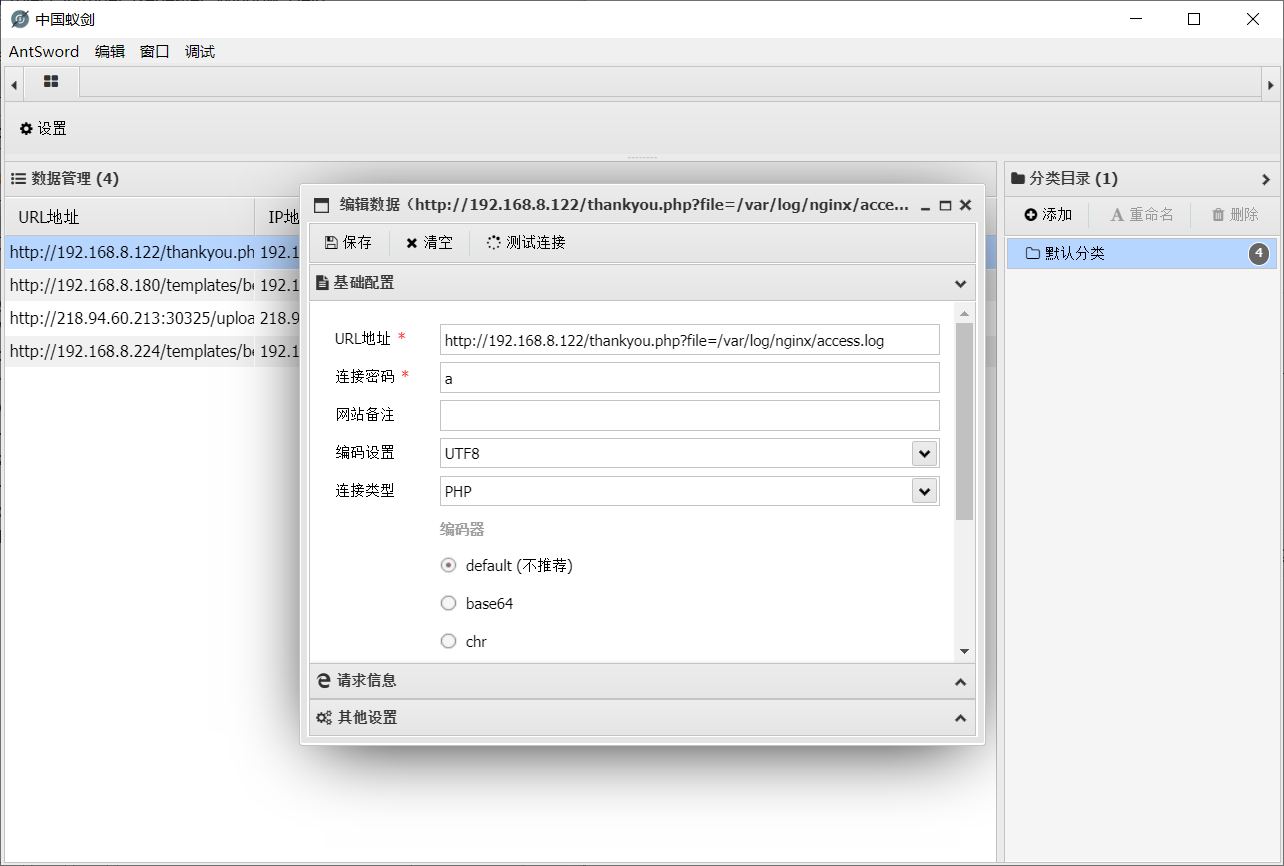 中国蚁剑
AntSword 编辑 窗口 调试
设置
数据管理 (4)
URL地址 IP地
http://192.168.8.122/thankyou.ph 192.1
http://192.168.8.180/templates/be 192.1
http://218.94.60.213:30325/uploa 218.9
http://192.168.8.224/templates/be 192.1
编辑数据（http://192.168.8.122/thankyou.php?file=/var/log/nginx/acce...
保存 清空 测试连接
基础配置
URL地址 * http://192.168.8.122/thankyou.php?file=/var/log/nginx/access.log
连接密码 * a
网站备注
编码设置 UTF8
连接类型 PHP
编码器
default (不推荐)
base64
chr
请求信息
其他设置
分类目录 (1)
添加 重命名 删除
默认分类 4